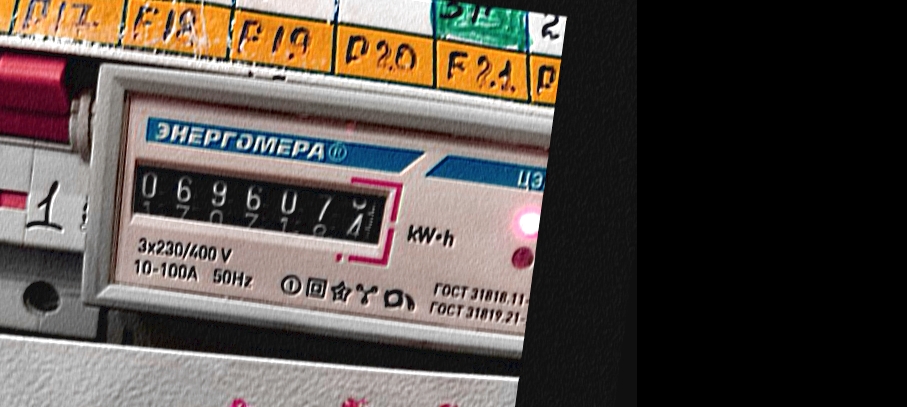 F18
F19
F20
F21
ЭНЕРГОМЕРА®
ЦЭ
069607
kW•h
1
3x230/400 V
10-100A 50Hz
ГОСТ 31818.11-
ГОСТ 31819.21-